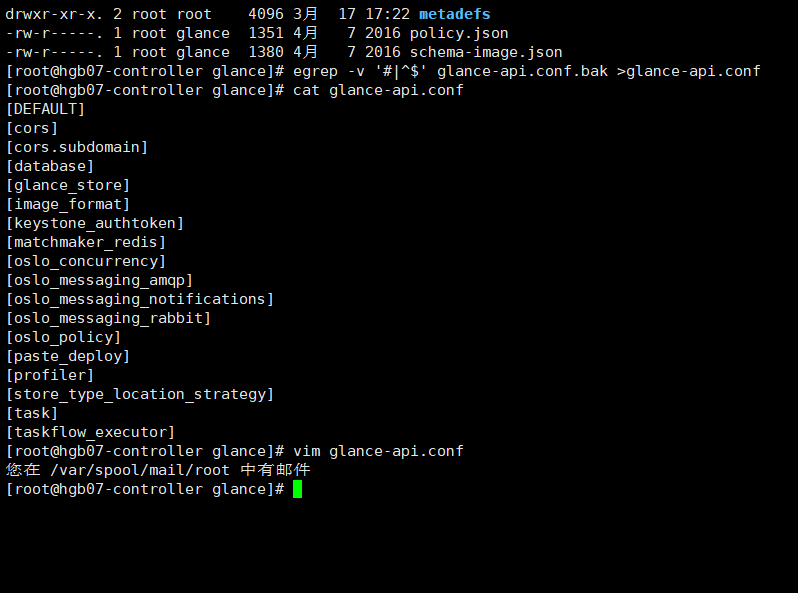 drwxr-xr-x. 2 root root    4096 3月  17 17:22 metadefs
-rw-r-----. 1 root glance  1351 4月   7 2016 policy.json
-rw-r-----. 1 root glance  1380 4月   7 2016 schema-image.json
[root@hgb07-controller glance]# egrep -v '#|^$' glance-api.conf.bak >glance-api.conf
[root@hgb07-controller glance]# cat glance-api.conf
[DEFAULT]
[cors]
[cors.subdomain]
[database]
[glance_store]
[image_format]
[keystone_authtoken]
[matchmaker_redis]
[oslo_concurrency]
[oslo_messaging_amqp]
[oslo_messaging_notifications]
[oslo_messaging_rabbit]
[oslo_policy]
[paste_deploy]
[profiler]
[store_type_location_strategy]
[task]
[taskflow_executor]
[root@hgb07-controller glance]# vim glance-api.conf
您在 /var/spool/mail/root 中有邮件
[root@hgb07-controller glance]#